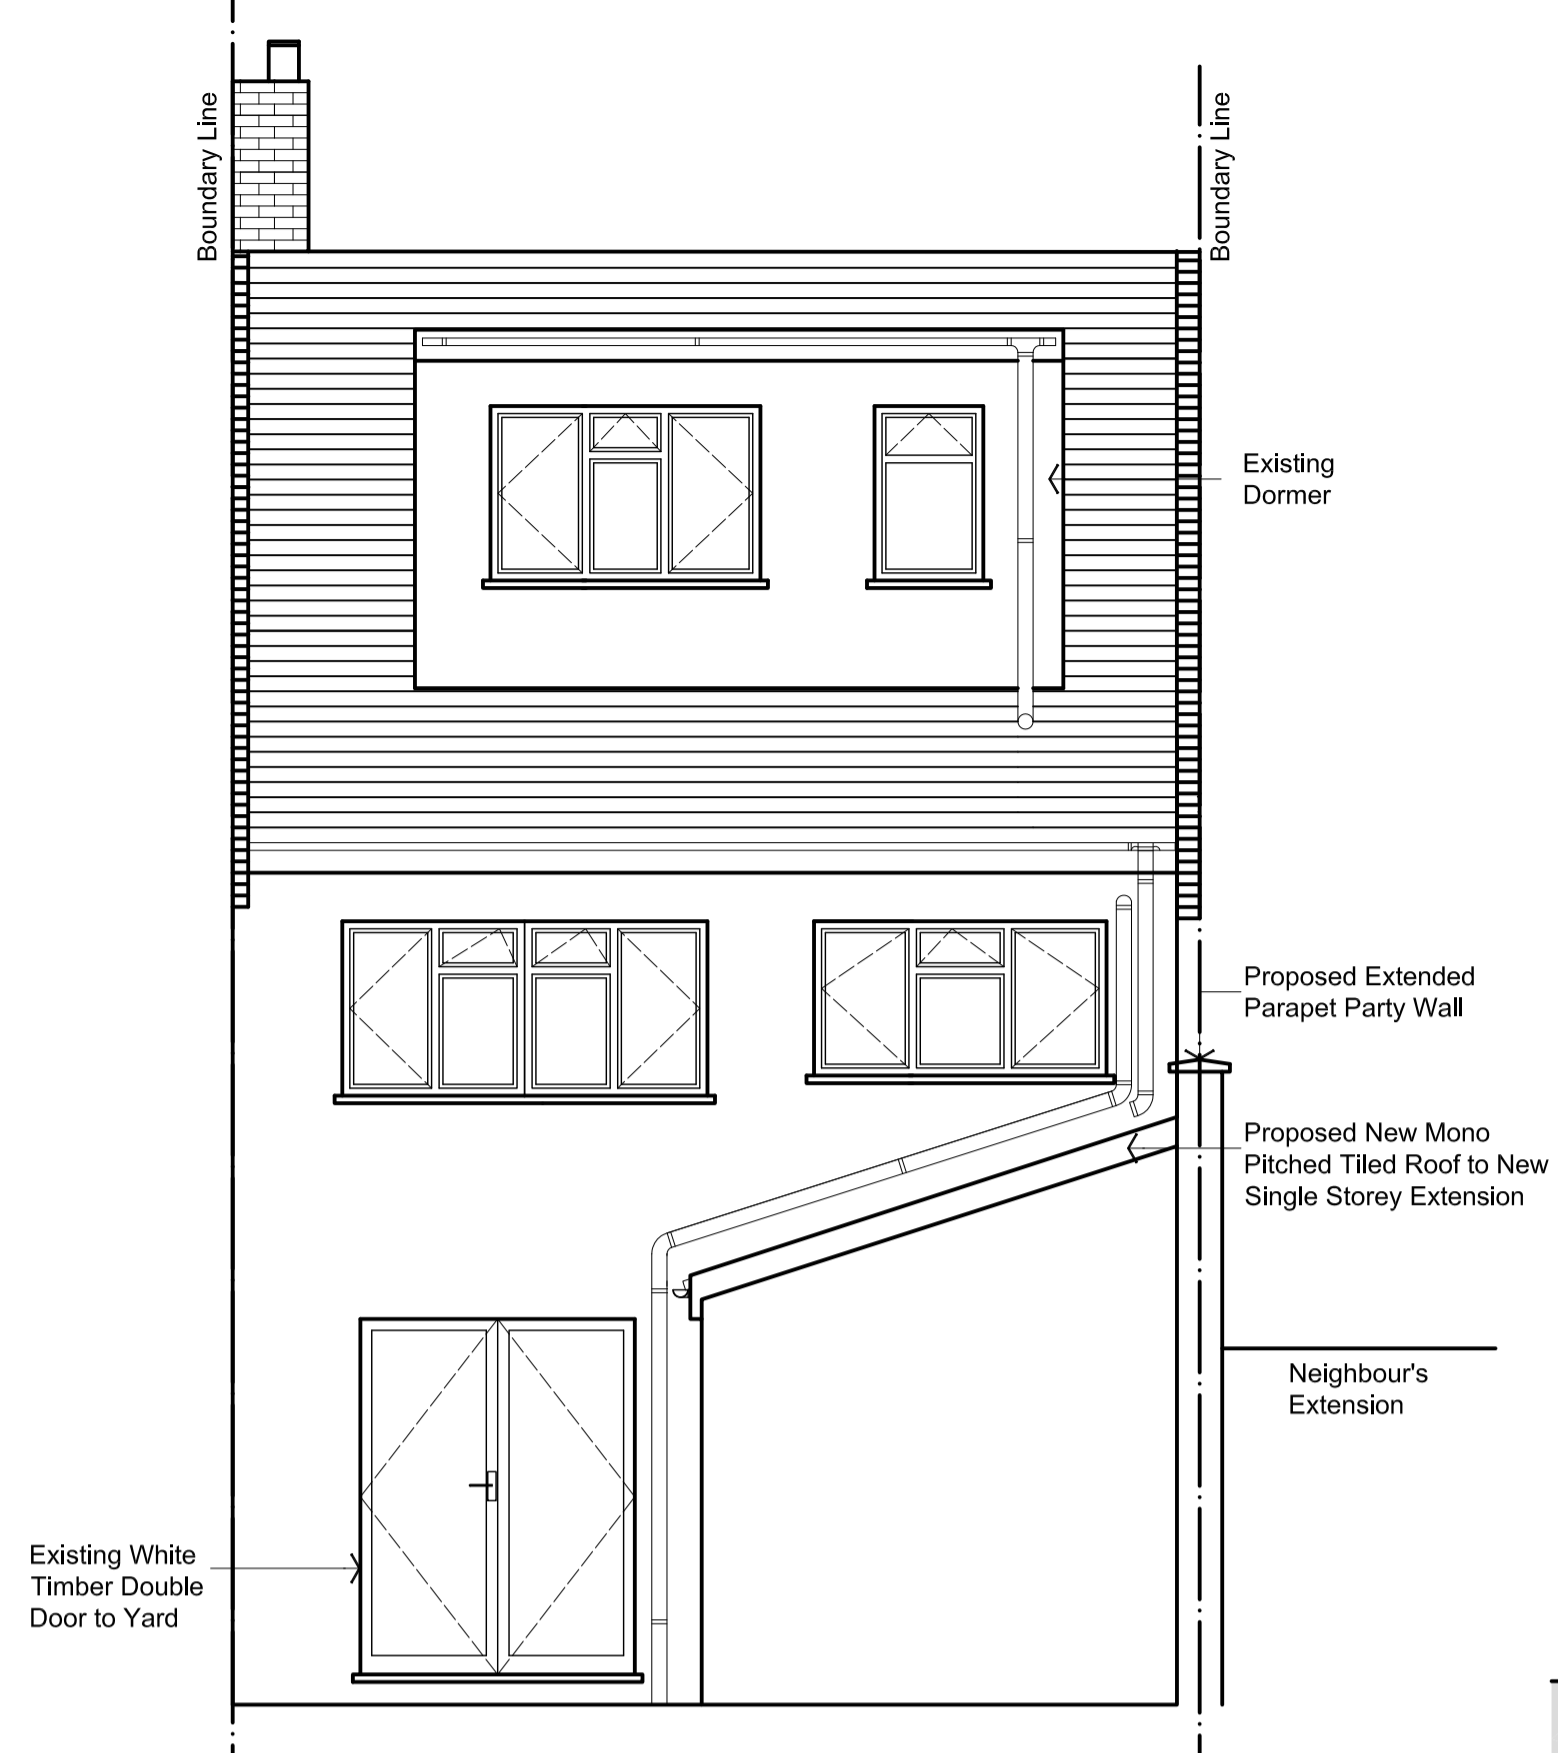 Boundary Line
Boundary Line
Existing
Dormer
Proposed Extended
Parapet Party Wall
Proposed New Mono
Pitched Tiled Roof to New
Single Storey Extension
Neighbour's
Extension
Existing White
Timber Double
Door to Yard